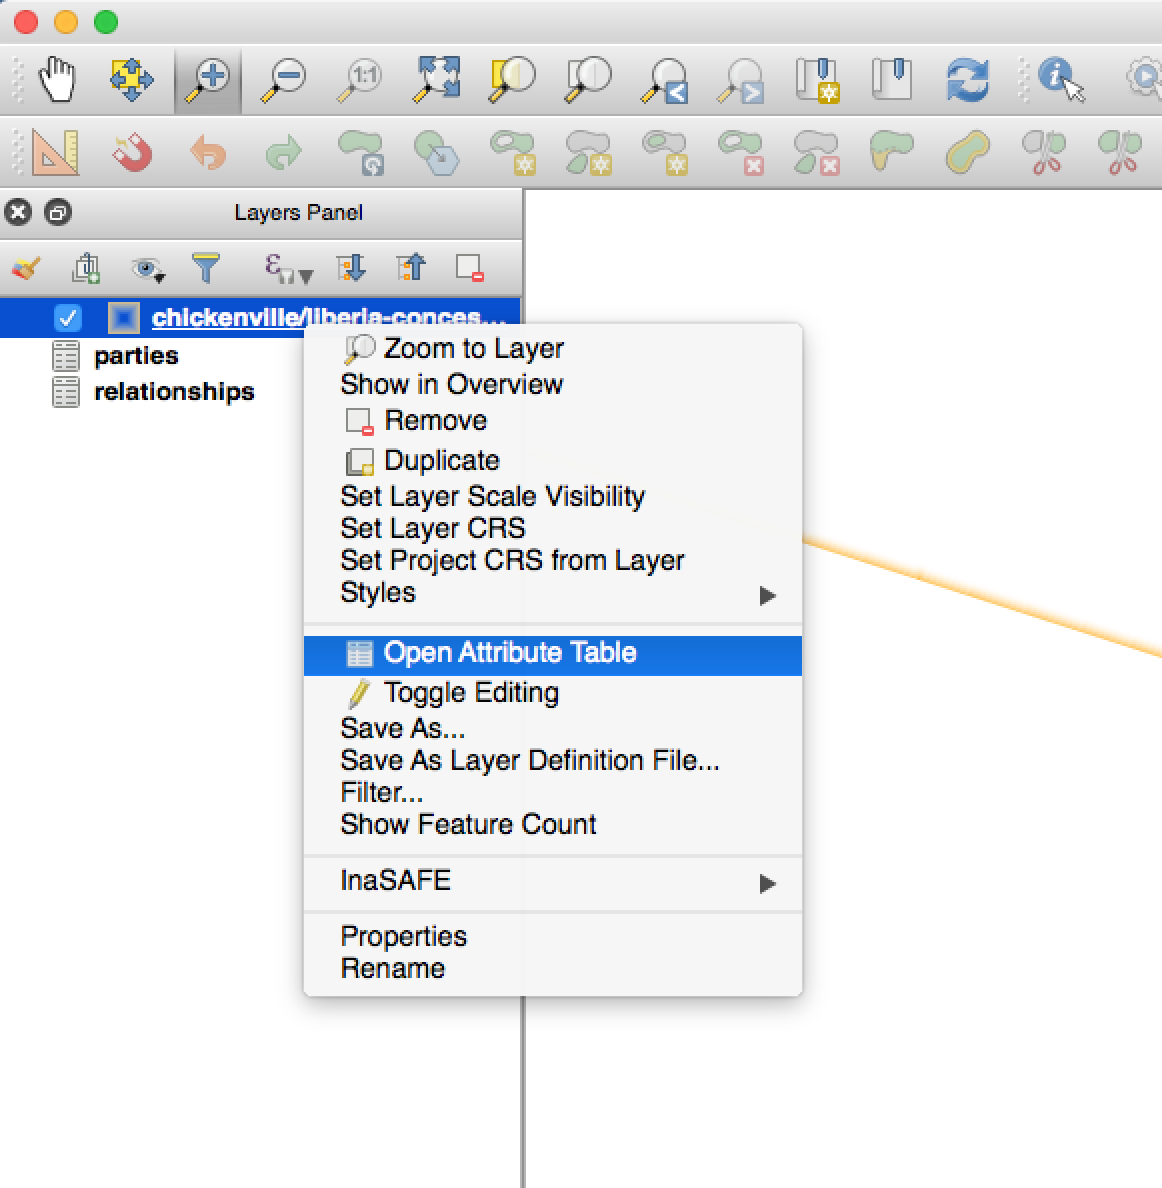 1:1
Layers Panel
chickenville/liberia-conces...
parties
relationships
Zoom to Layer
Show in Overview
Remove
Duplicate
Set Layer Scale Visibility
Set Layer CRS
Set Project CRS from Layer
Styles
Open Attribute Table
Toggle Editing
Save As...
Save As Layer Definition File...
Filter...
Show Feature Count
InaSAFE
Properties
Rename